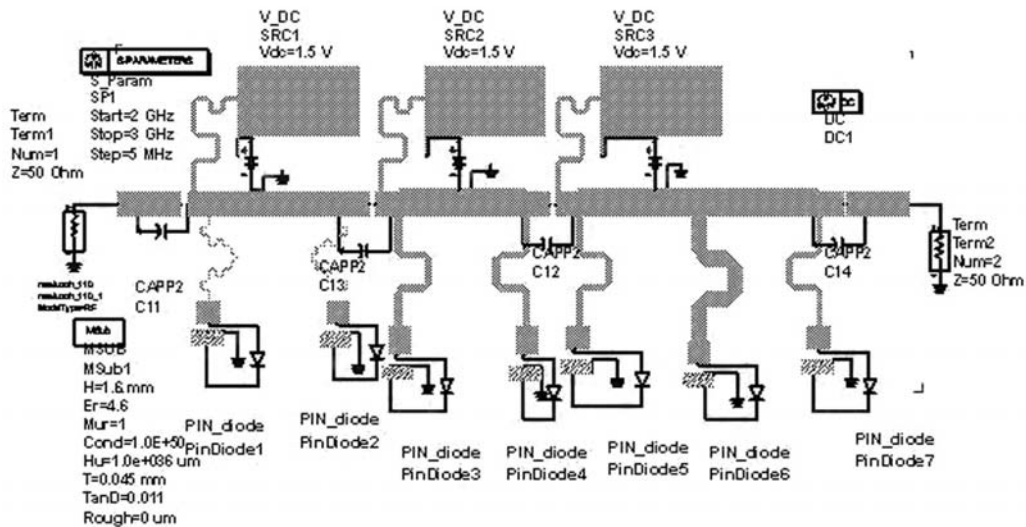 V_DC
SRC1
Vdc=1.5 V
V_DC
SRC2
Vdc=1.5 V
V_DC
SRC3
Vdc=1.5 V
S-PARAMETERS
S_Param
SP1
Start=2 GHz
Stop=3 GHz
Step=5 MHz
Term
Term1
Num=1
Z=50 Ohm
DC
DC
DC1
Term
Term2
Num=2
Z=50 Ohm
CAPP2
C11
CAPP2
C13
CAPP2
C12
CAPP2
C14
ModelType=RF
MSub
MSUB
MSub1
H=1.6 mm
Er=4.6
Mur=1
Cond=1.0E+50
Hu=1.0e+036 um
T=0.045 mm
TanD=0.011
Rough=0 um
PIN_diode
PinDiode1
PIN_diode
PinDiode2
PIN_diode
PinDiode3
PIN_diode
PinDiode4
PIN_diode
PinDiode5
PIN_diode
PinDiode6
PIN_diode
PinDiode7